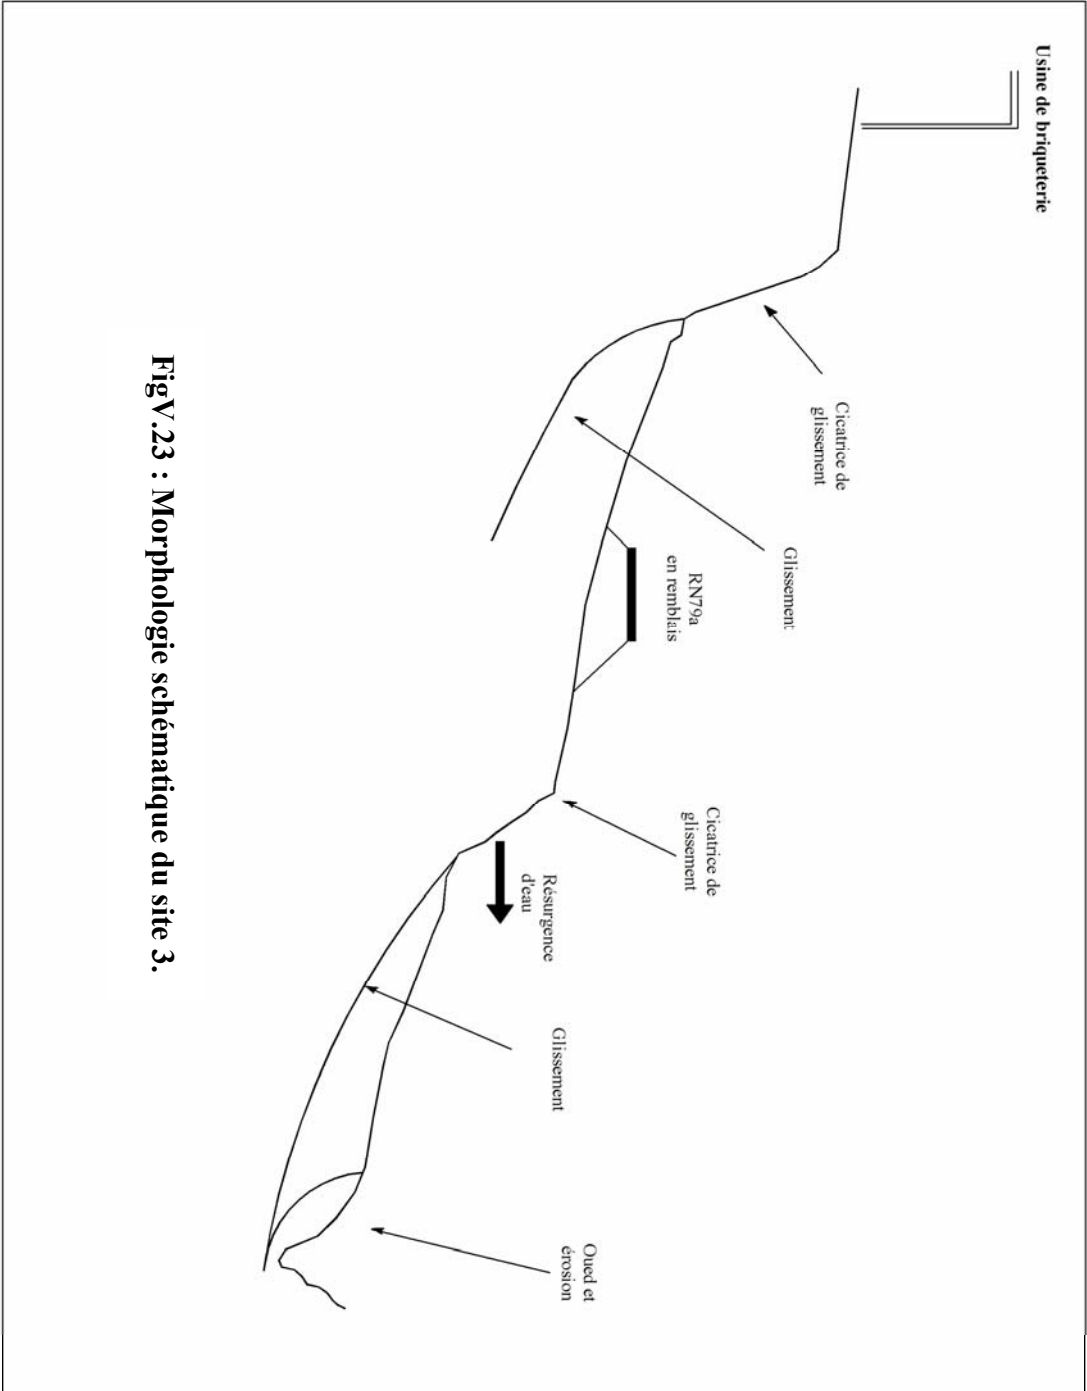 Usine de briqueterie
Cicatrice de
glissement
Glissement
RN79a
en remblais
Cicatrice de
glissement
Résurgence
d'eau
Glissement
Oued et
érosion
FigV.23 : Morphologie schématique du site 3.